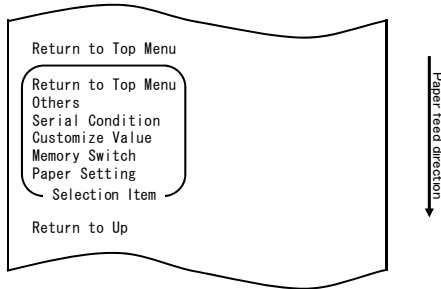 Return to Top Menu
Return to Top Menu
Others
Serial Condition
Customize Value
Memory Switch
Paper Setting
Selection Item
Return to Up
Paper feed direction